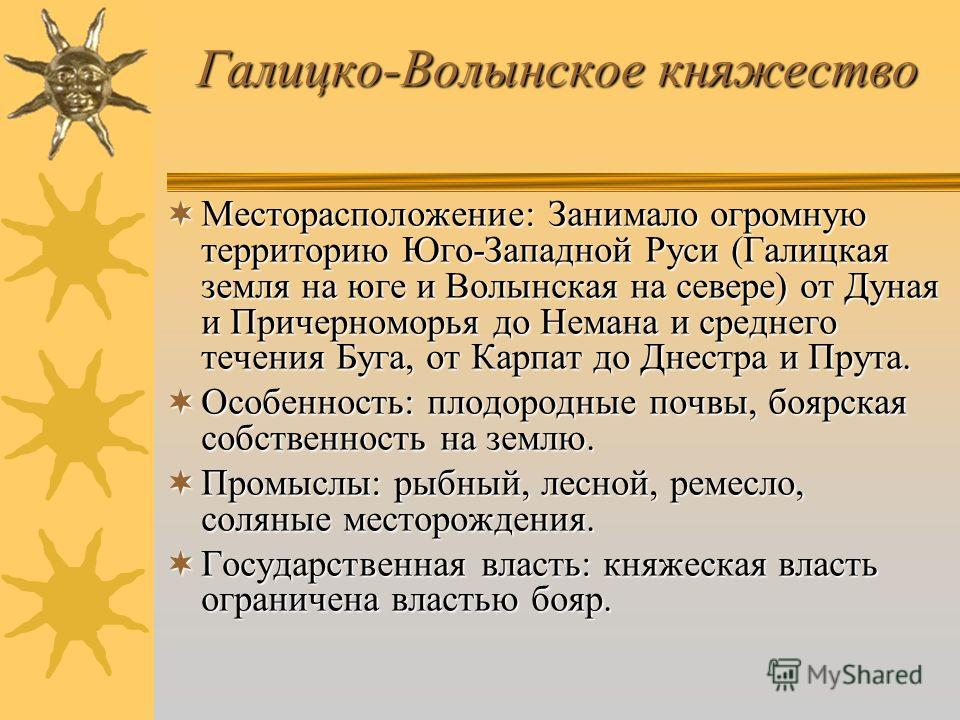 Галицко-Волынское княжество
Месторасположение: Занимало огромную
территорию Юго-Западной Руси (Галицкая
земля на юге и Волынская на севере) от Дуная
и Причерноморья до Немана и среднего
течения Буга, от Карпат до Днестра и Прута.
Особенность: плодородные почвы, боярская
собственность на землю.
Промыслы: рыбный, лесной, ремесло,
соляные месторождения.
Государственная власть: княжеская власть
ограничена властью бояр.
MyShared